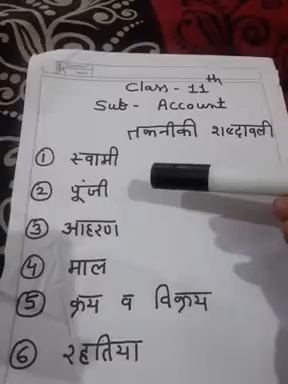 Class - 11th
Sub - Account
तकनीकी शब्दावली
① स्वामी
② पूंजी
③ आहरण
④ माल
⑤ क्रय व विक्रय
⑥ रहतिया